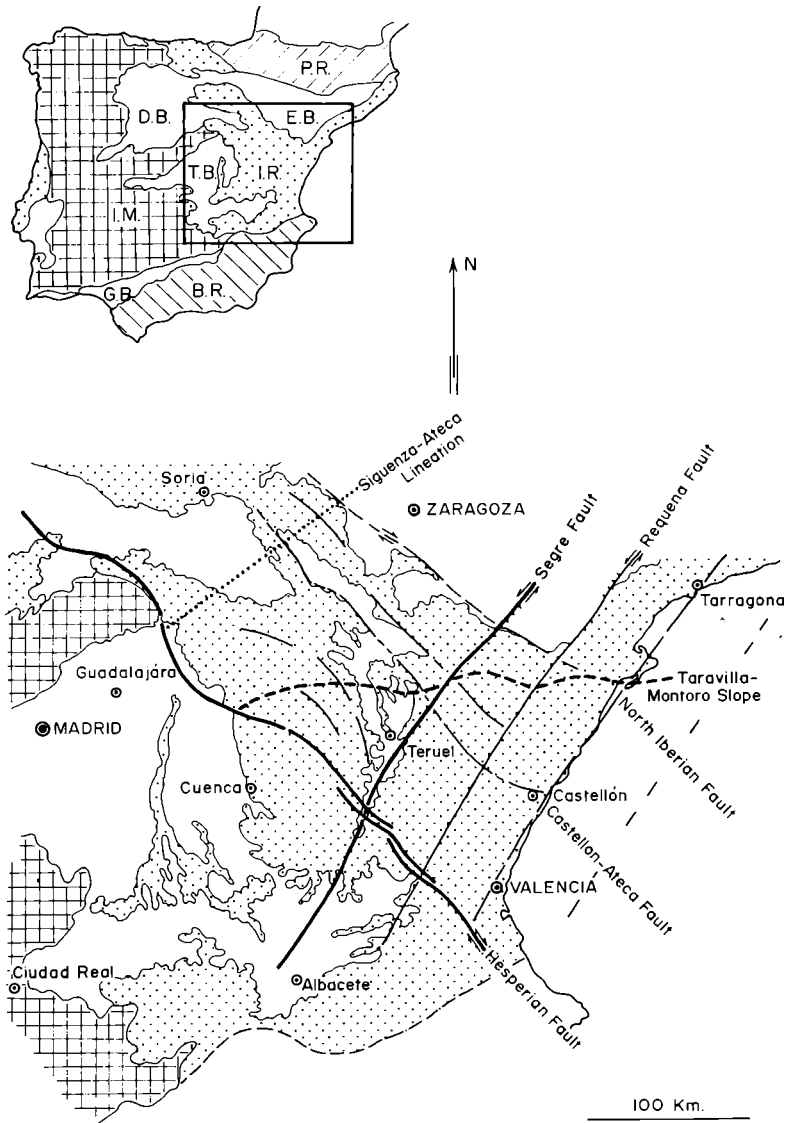 P.R.
D.B.
E.B.
T.B.
I.R.
I.M.
G.B.
B.R.
N
Siguenza-Ateca
Lineation
Soria
ZARAGOZA
Segre Fault
Requena Fault
Tarragona
Guadalajára
Taravilla-
Montoro Slope
MADRID
Teruel
North Iberian Fault
Cuenca
Castellón
Castellon-Ateca Fault
VALENCIA
Ciudad Real
Albacete
Hesperian Fault
100 Km.